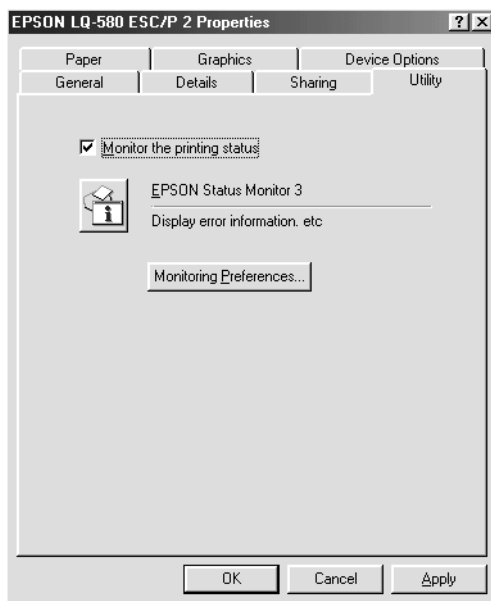 EPSON LQ-580 ESC/P 2 Properties ? ×
Paper Graphics Device Options
General Details Sharing Utility
Monitor the printing status
EPSON Status Monitor 3
Display error information. etc
Monitoring Preferences...
OK Cancel Apply